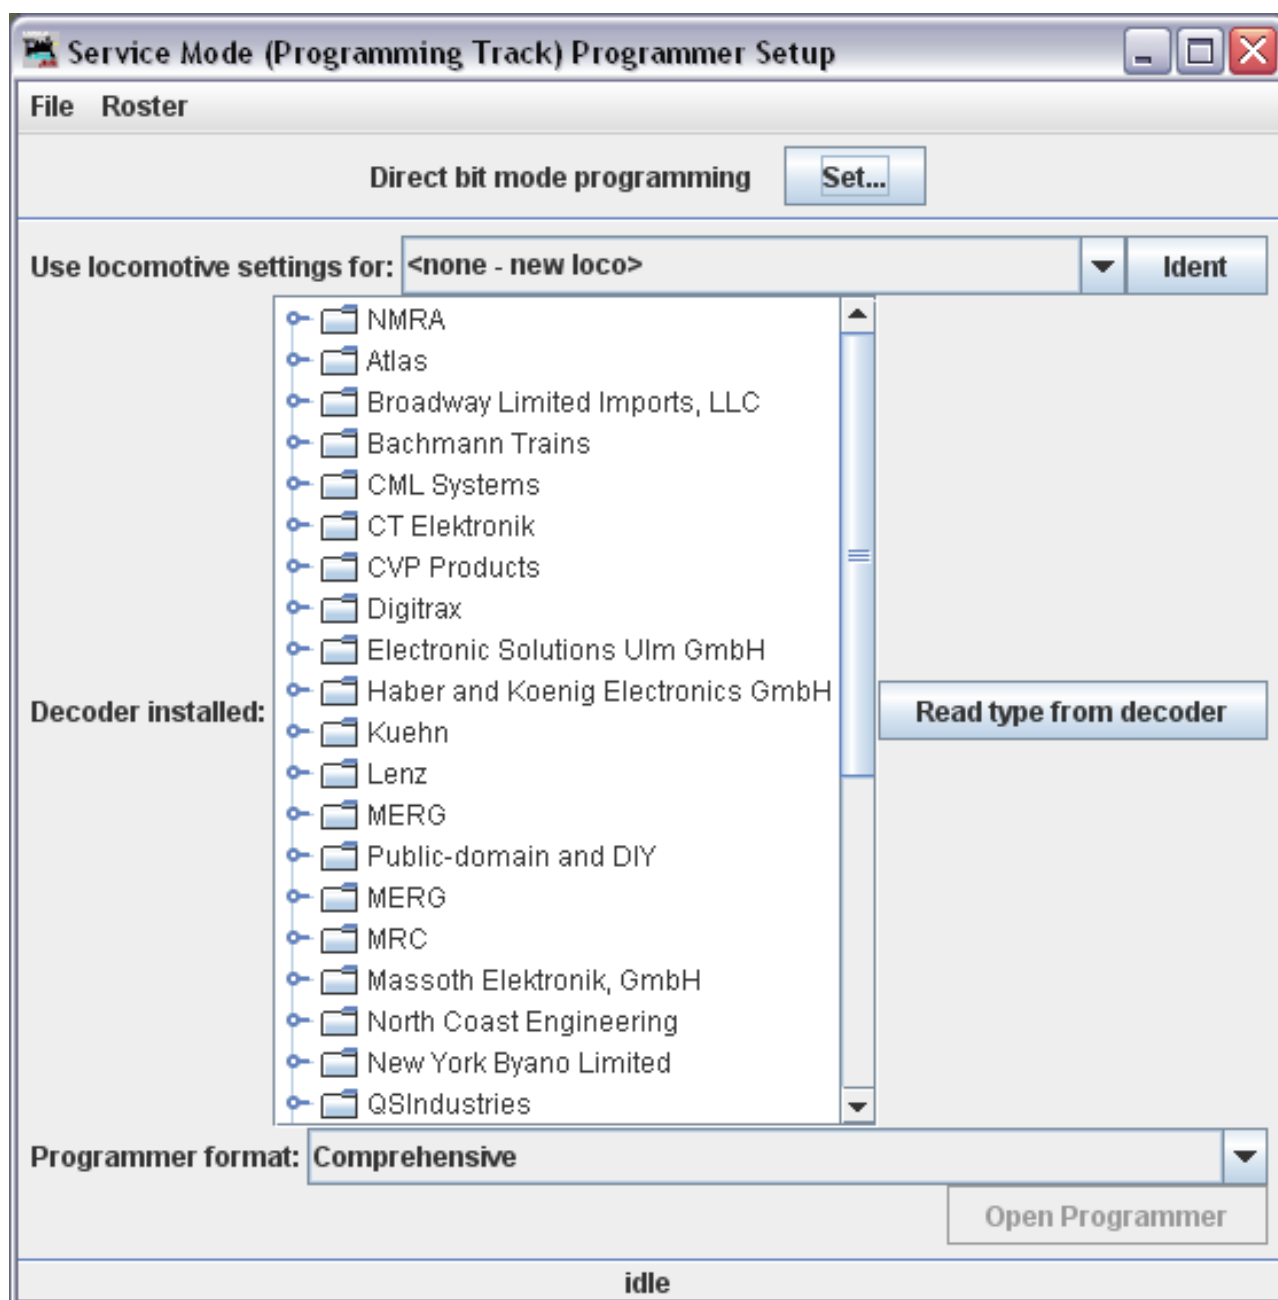 Service Mode (Programming Track) Programmer Setup
File Roster
Direct bit mode programming Set...
Use locomotive settings for: <none - new loco> Ident
NMRA
Atlas
Broadway Limited Imports, LLC
Bachmann Trains
CML Systems
CT Elektronik
CVP Products
Digitrax
Electronic Solutions Ulm GmbH
Haber and Koenig Electronics GmbH
Decoder installed: Read type from decoder
Kuehn
Lenz
MERG
Public-domain and DIY
MERG
MRC
Massoth Elektronik, GmbH
North Coast Engineering
New York Byano Limited
QSIndustries
Programmer format: Comprehensive
Open Programmer
idle